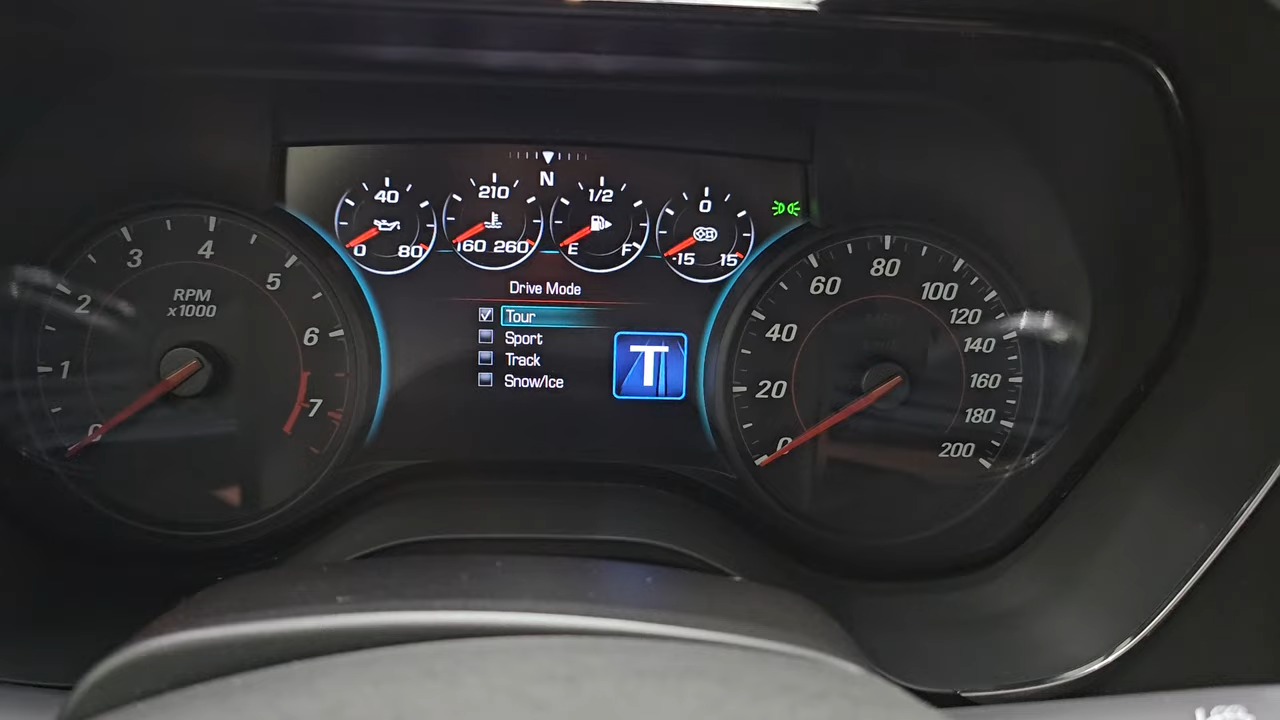 N
40
0 80
210
160 260
1/2
E F
0
-15 15
Drive Mode
Tour
Sport
Track
Snow/Ice
T
RPM
x1000
0
1
2
3
4
5
6
7
0
20
40
60
80
100
120
140
160
180
200